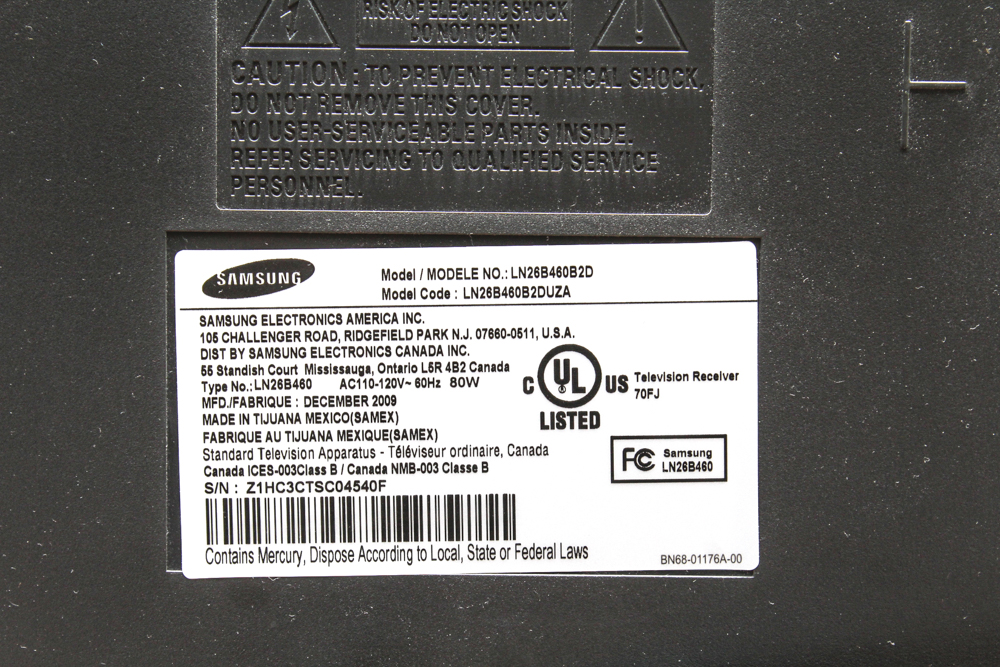 RISK OF ELECTRIC SHOCK
DO NOT OPEN
CAUTION : TO PREVENT ELECTRICAL SHOCK,
DO NOT REMOVE THIS COVER.
NO USER-SERVICEABLE PARTS INSIDE.
REFER SERVICING TO QUALIFIED SERVICE
PERSONNEL.
SAMSUNG
Model / MODELE NO.: LN26B460B2D
Model Code : LN26B460B2DUZA
SAMSUNG ELECTRONICS AMERICA INC.
105 CHALLENGER ROAD, RIDGEFIELD PARK N.J. 07660-0511, U.S.A.
DIST BY SAMSUNG ELECTRONICS CANADA INC.
55 Standish Court Mississauga, Ontario L5R 4B2 Canada
Type No.: LN26B460 AC110-120V~ 60Hz 80W
MFD./FABRIQUE : DECEMBER 2009
MADE IN TIJUANA MEXICO(SAMEX)
FABRIQUE AU TIJUANA MEXIQUE(SAMEX)
Standard Television Apparatus - Téléviseur ordinaire, Canada
Canada ICES-003Class B / Canada NMB-003 Classe B
S/N : Z1HC3CTSC04540F
Contains Mercury, Dispose According to Local, State or Federal Laws
C UL US
LISTED
Television Receiver
70FJ
FC Samsung
LN26B460
BN68-01176A-00